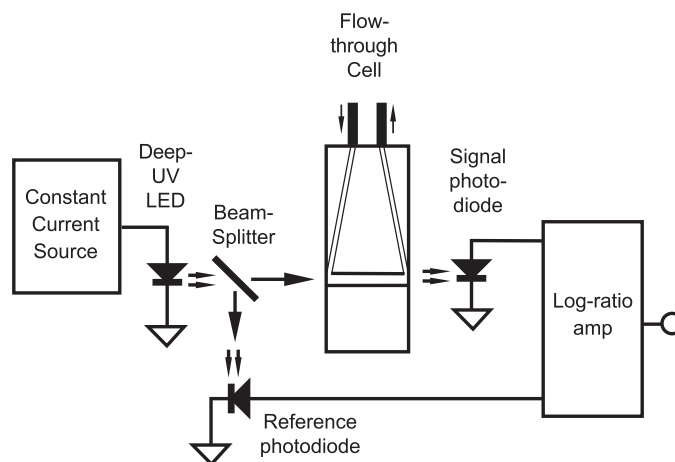 Flow-
through
Cell
Deep-
UV
LED
Signal
photo-
diode
Constant
Current
Source
Beam-
Splitter
Log-ratio
amp
Reference
photodiode